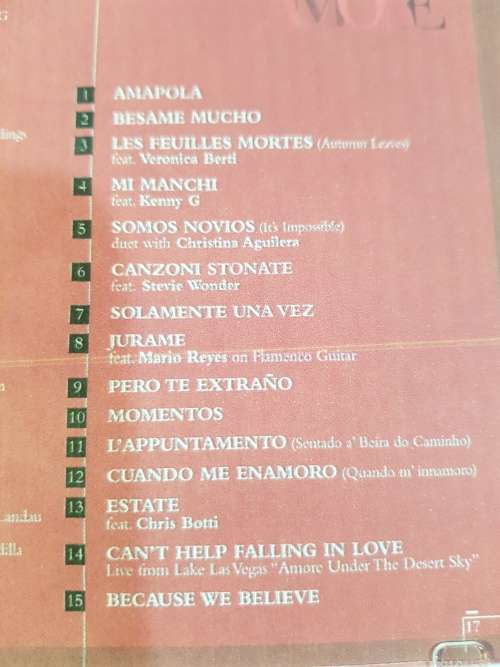 1 AMAPOLA
2 BESAME MUCHO
3 LES FEUILLES MORTES (Autumn Leaves)
feat. Veronica Berti
4 MI MANCHI
feat. Kenny G
5 SOMOS NOVIOS (It's Impossible)
duet with Christina Aguilera
6 CANZONI STONATE
feat. Stevie Wonder
7 SOLAMENTE UNA VEZ
8 JURAME
feat. Mario Reyes on Flamenco Guitar
9 PERO TE EXTRAÑO
10 MOMENTOS
11 L'APPUNTAMENTO (Sentado a' Beira do Caminho)
12 CUANDO ME ENAMORO (Quando m' innamoro)
13 ESTATE
feat. Chris Botti
14 CAN'T HELP FALLING IN LOVE
Live from Lake Las Vegas "Amore Under The Desert Sky"
15 BECAUSE WE BELIEVE
17